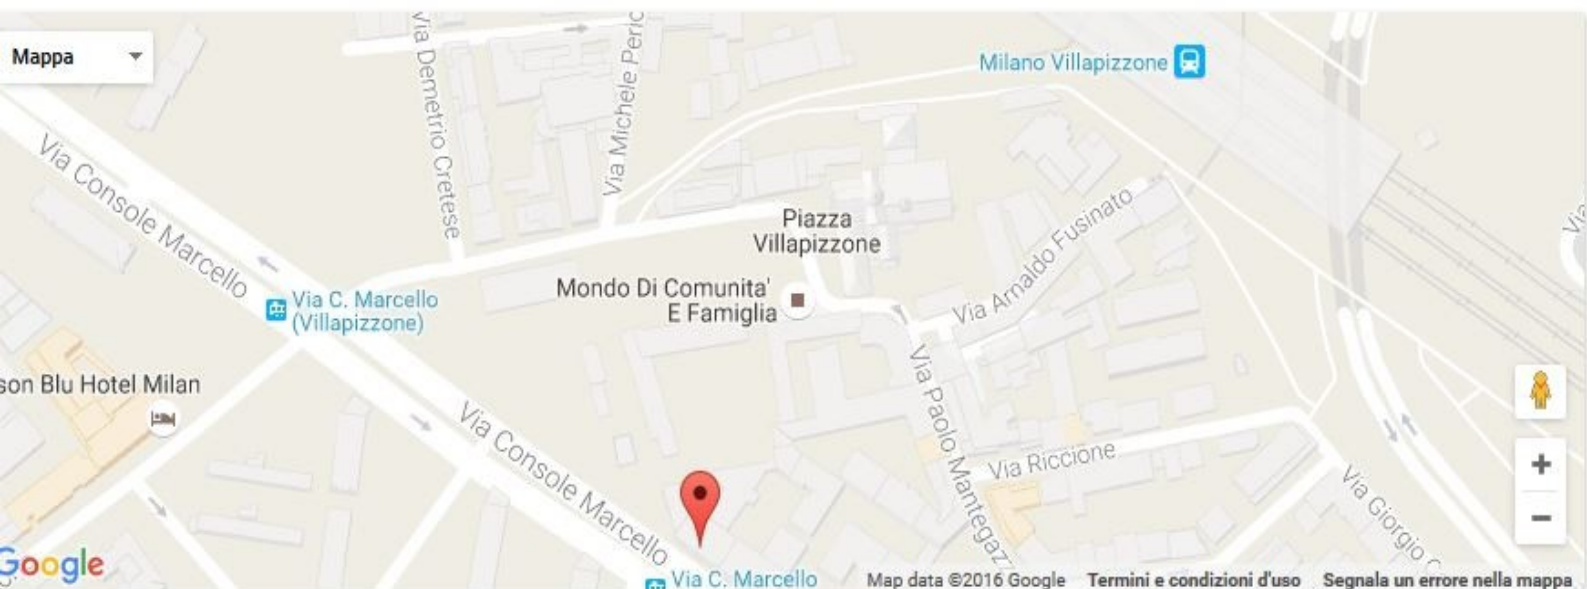 Mappa
Via Demetrio Cretese
Via Michele Peric
Milano Villapizzone
Via Console Marcello
Piazza
Villapizzone
Via Arnaldo Fusinato
Mondo Di Comunita'
E Famiglia
Via C. Marcello
(Villapizzone)
son Blu Hotel Milan
Via Paolo Mantegaz
Via Console Marcello
Via Riccione
Via Giorgio
Via
Google
Via C. Marcello
Map data ©2016 Google
Termini e condizioni d'uso
Segnala un errore nella mappa